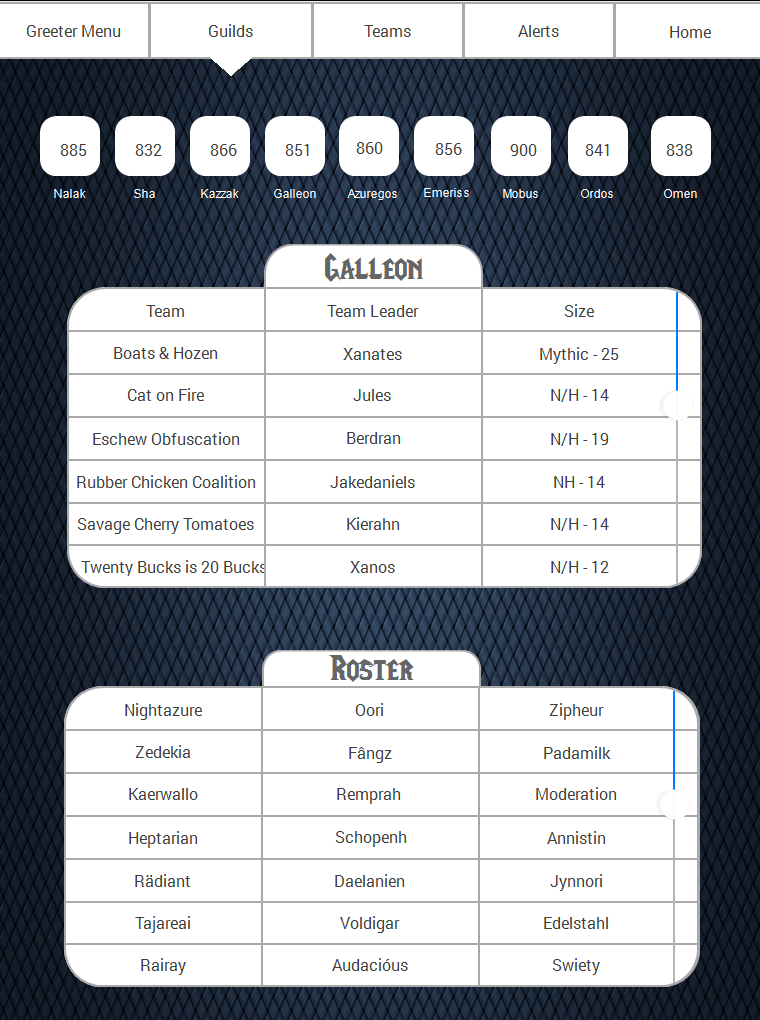 Greeter Menu Guilds Teams Alerts Home
885 832 866 851 860 856 900 841 838
Nalak Sha Kazzak Galleon Azuregos Emeriss Mobus Ordos Omen
Galleon
Team Team Leader Size
Boats & Hozen Xanates Mythic - 25
Cat on Fire Jules N/H - 14
Eschew Obfuscation Berdran N/H - 19
Rubber Chicken Coalition Jakedaniels NH - 14
Savage Cherry Tomatoes Kierahn N/H - 14
Twenty Bucks is 20 Bucks Xanos N/H - 12
Roster
Nightazure Oori Zipheur
Zedekia Fângz Padamilk
Kaerwallo Remprah Moderation
Heptarian Schopenh Annistin
Rädiant Daelanien Jynnori
Tajareai Voldigar Edelstahl
Rairay Audacióus Swiety